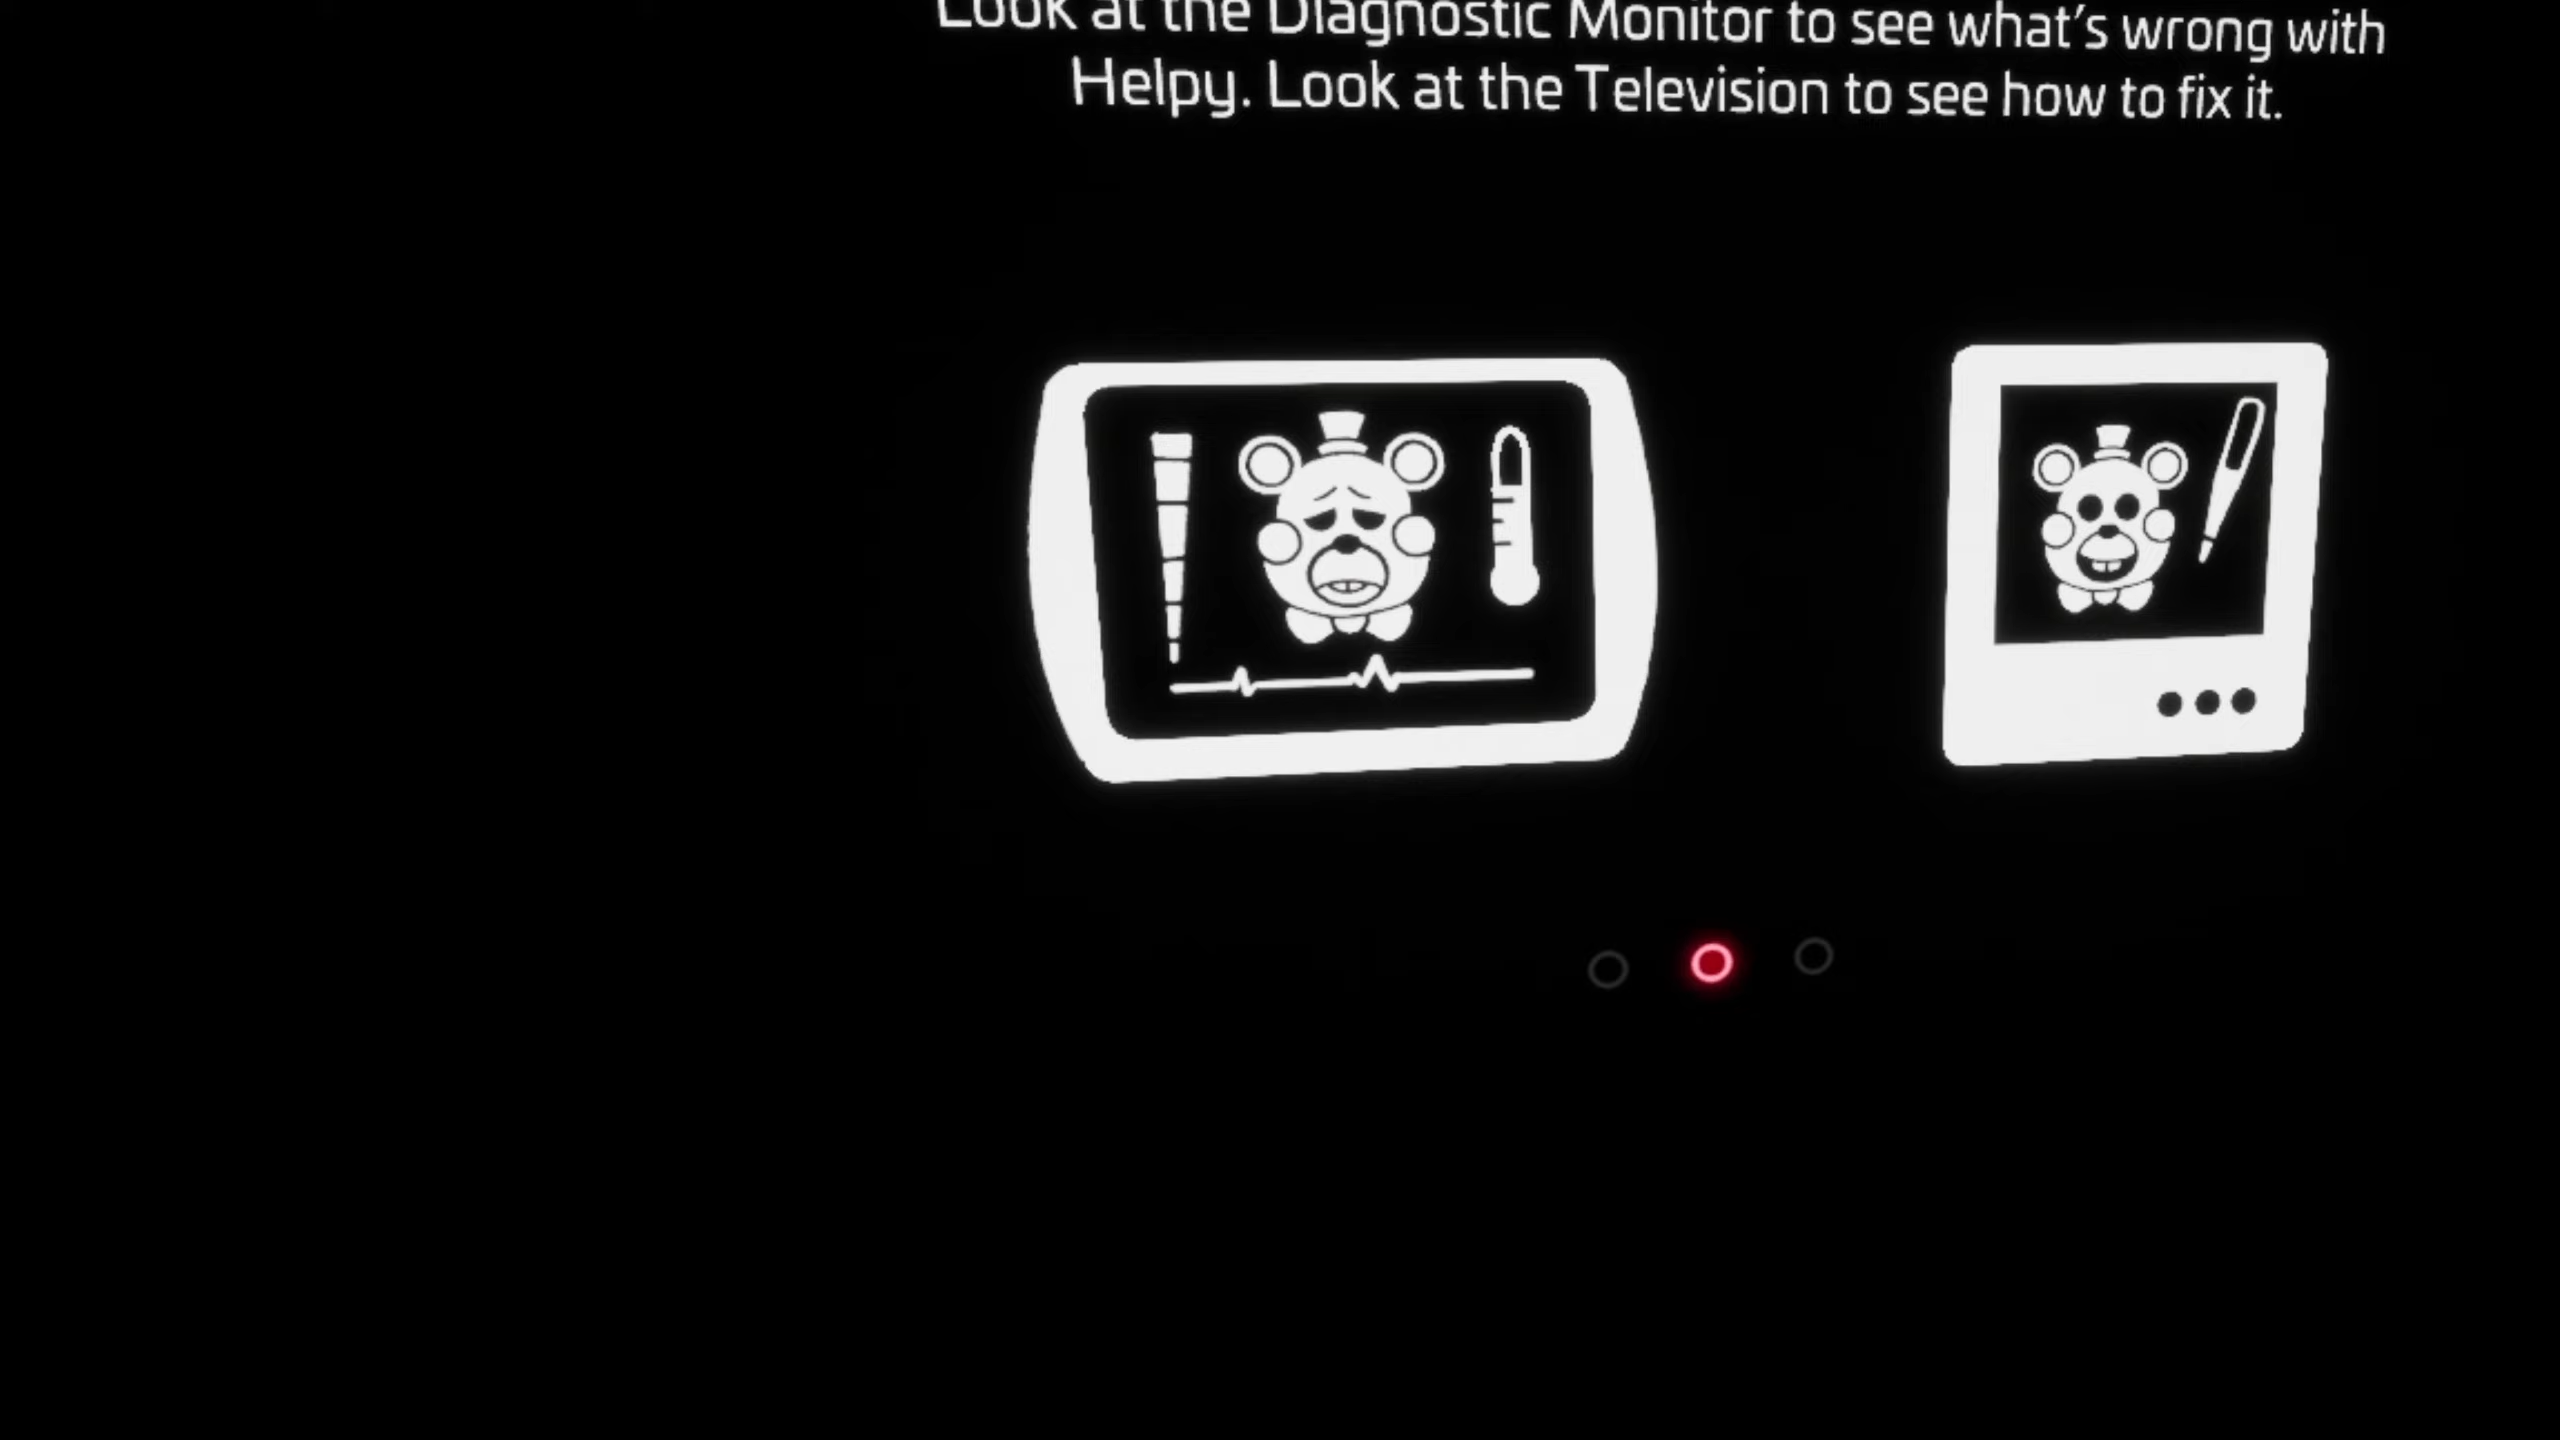 Look at the Diagnostic Monitor to see what's wrong with
Helpy. Look at the Television to see how to fix it.